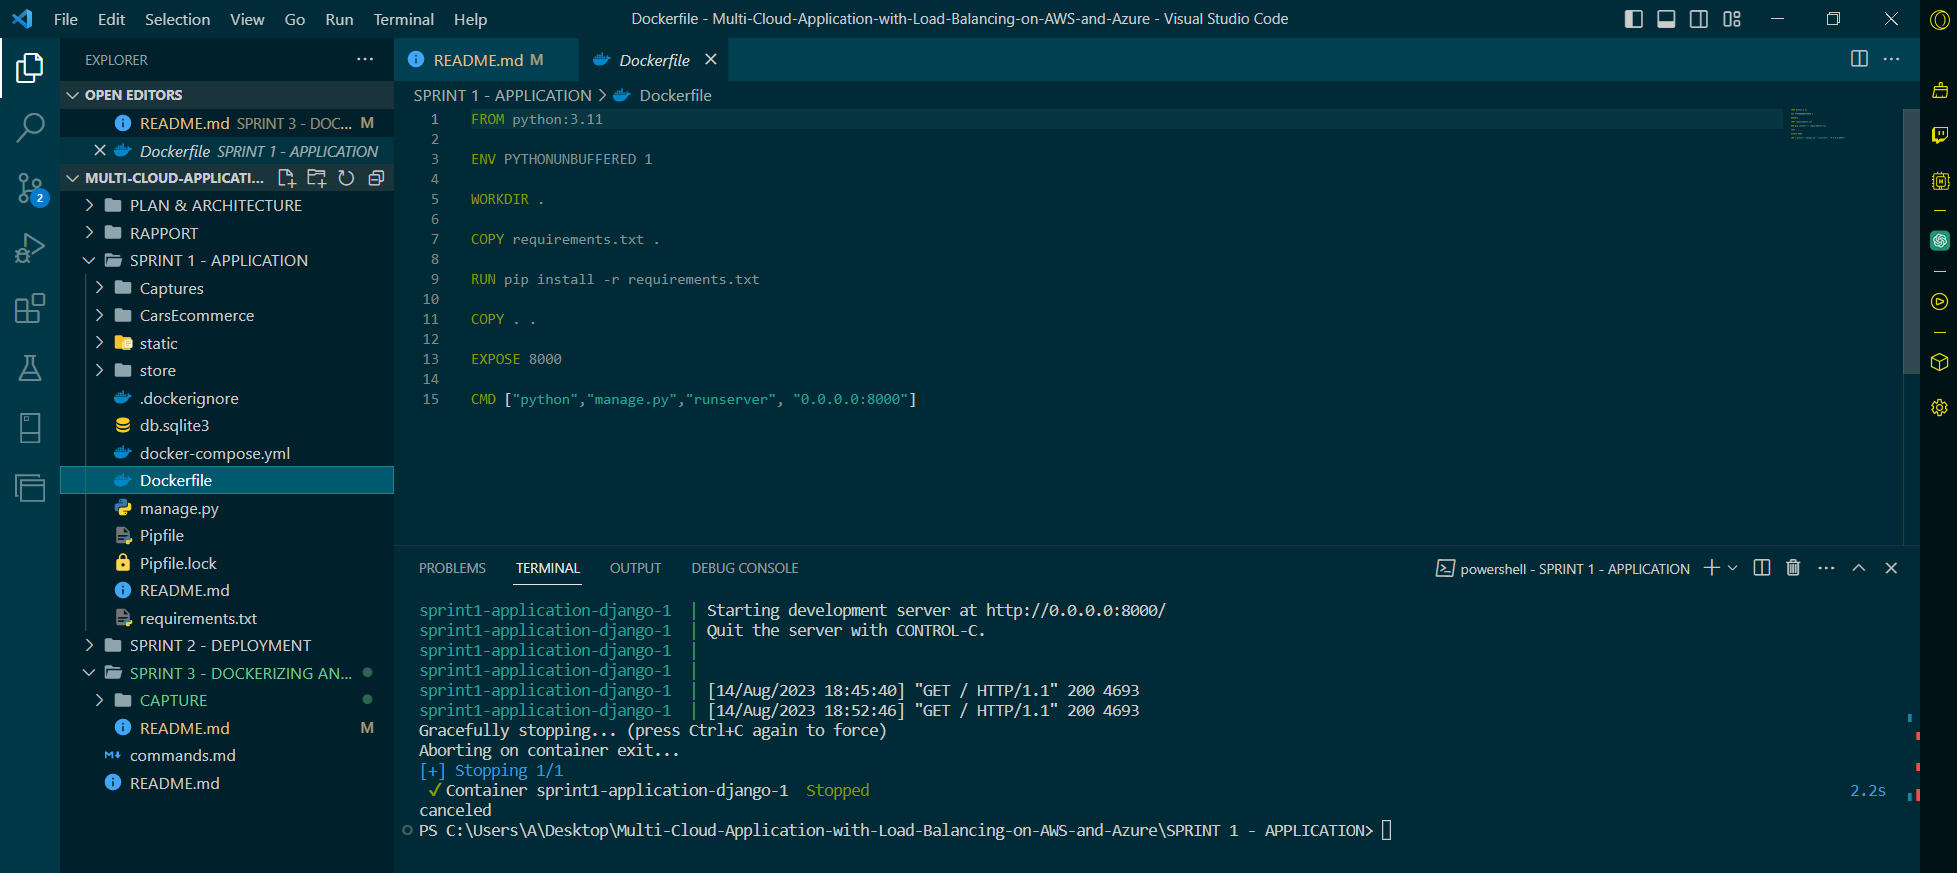 File Edit Selection View Go Run Terminal Help
Dockerfile - Multi-Cloud-Application-with-Load-Balancing-on-AWS-and-Azure - Visual Studio Code
EXPLORER
OPEN EDITORS
README.md SPRINT 3 - DOC... M
Dockerfile SPRINT 1 - APPLICATION
MULTI-CLOUD-APPLICATI...
PLAN & ARCHITECTURE
RAPPORT
SPRINT 1 - APPLICATION
Captures
CarsEcommerce
static
store
.dockerignore
db.sqlite3
docker-compose.yml
Dockerfile
manage.py
Pipfile
Pipfile.lock
README.md
requirements.txt
SPRINT 2 - DEPLOYMENT
SPRINT 3 - DOCKERIZING AN...
CAPTURE
README.md M
commands.md
README.md
2
README.md M
Dockerfile
SPRINT 1 - APPLICATION > Dockerfile
1 FROM python:3.11
2
3 ENV PYTHONUNBUFFERED 1
4
5 WORKDIR .
6
7 COPY requirements.txt .
8
9 RUN pip install -r requirements.txt
10
11 COPY . .
12
13 EXPOSE 8000
14
15 CMD ["python","manage.py","runserver", "0.0.0.0:8000"]
PROBLEMS TERMINAL OUTPUT DEBUG CONSOLE
powershell - SPRINT 1 - APPLICATION
sprint1-application-django-1 | Starting development server at http://0.0.0.0:8000/
sprint1-application-django-1 | Quit the server with CONTROL-C.
sprint1-application-django-1 |
sprint1-application-django-1 |
sprint1-application-django-1 | [14/Aug/2023 18:45:40] "GET / HTTP/1.1" 200 4693
sprint1-application-django-1 | [14/Aug/2023 18:52:46] "GET / HTTP/1.1" 200 4693
Gracefully stopping... (press Ctrl+C again to force)
Aborting on container exit...
[+] Stopping 1/1
✓Container sprint1-application-django-1 Stopped 2.2s
canceled
PS C:\Users\A\Desktop\Multi-Cloud-Application-with-Load-Balancing-on-AWS-and-Azure\SPRINT 1 - APPLICATION>